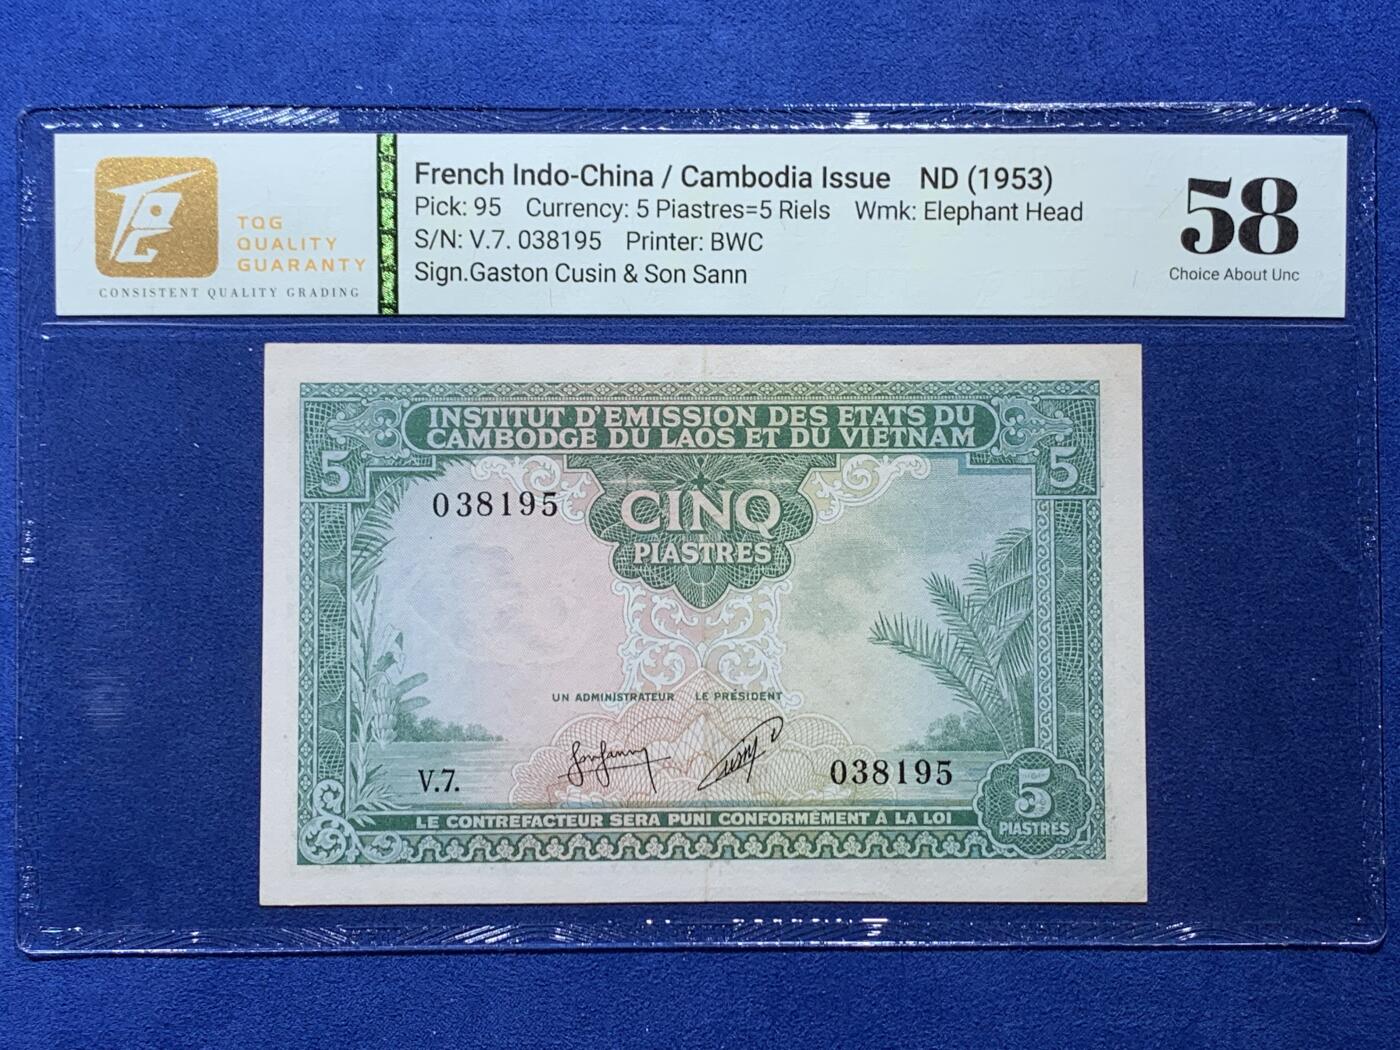 TQG
QUALITY
GUARANTY
CONSISTENT QUALITY GRADING
French Indo-China / Cambodia Issue ND (1953)
Pick: 95 Currency: 5 Piastres=5 Riels Wmk: Elephant Head
S/N: V.7. 038195 Printer: BWC
Sign.Gaston Cusin & Son Sann
58
Choice About Unc
INSTITUT D'EMISSION DES ETATS DU
CAMBODGE DU LAOS ET DU VIETNAM
5 5
038195
CINQ
PIASTRES
UN ADMINISTRATEUR LE PRÉSIDENT
V.7. 038195
5
PIASTRES
LE CONTREFACTEUR SERA PUNI CONFORMÉMENT À LA LOI